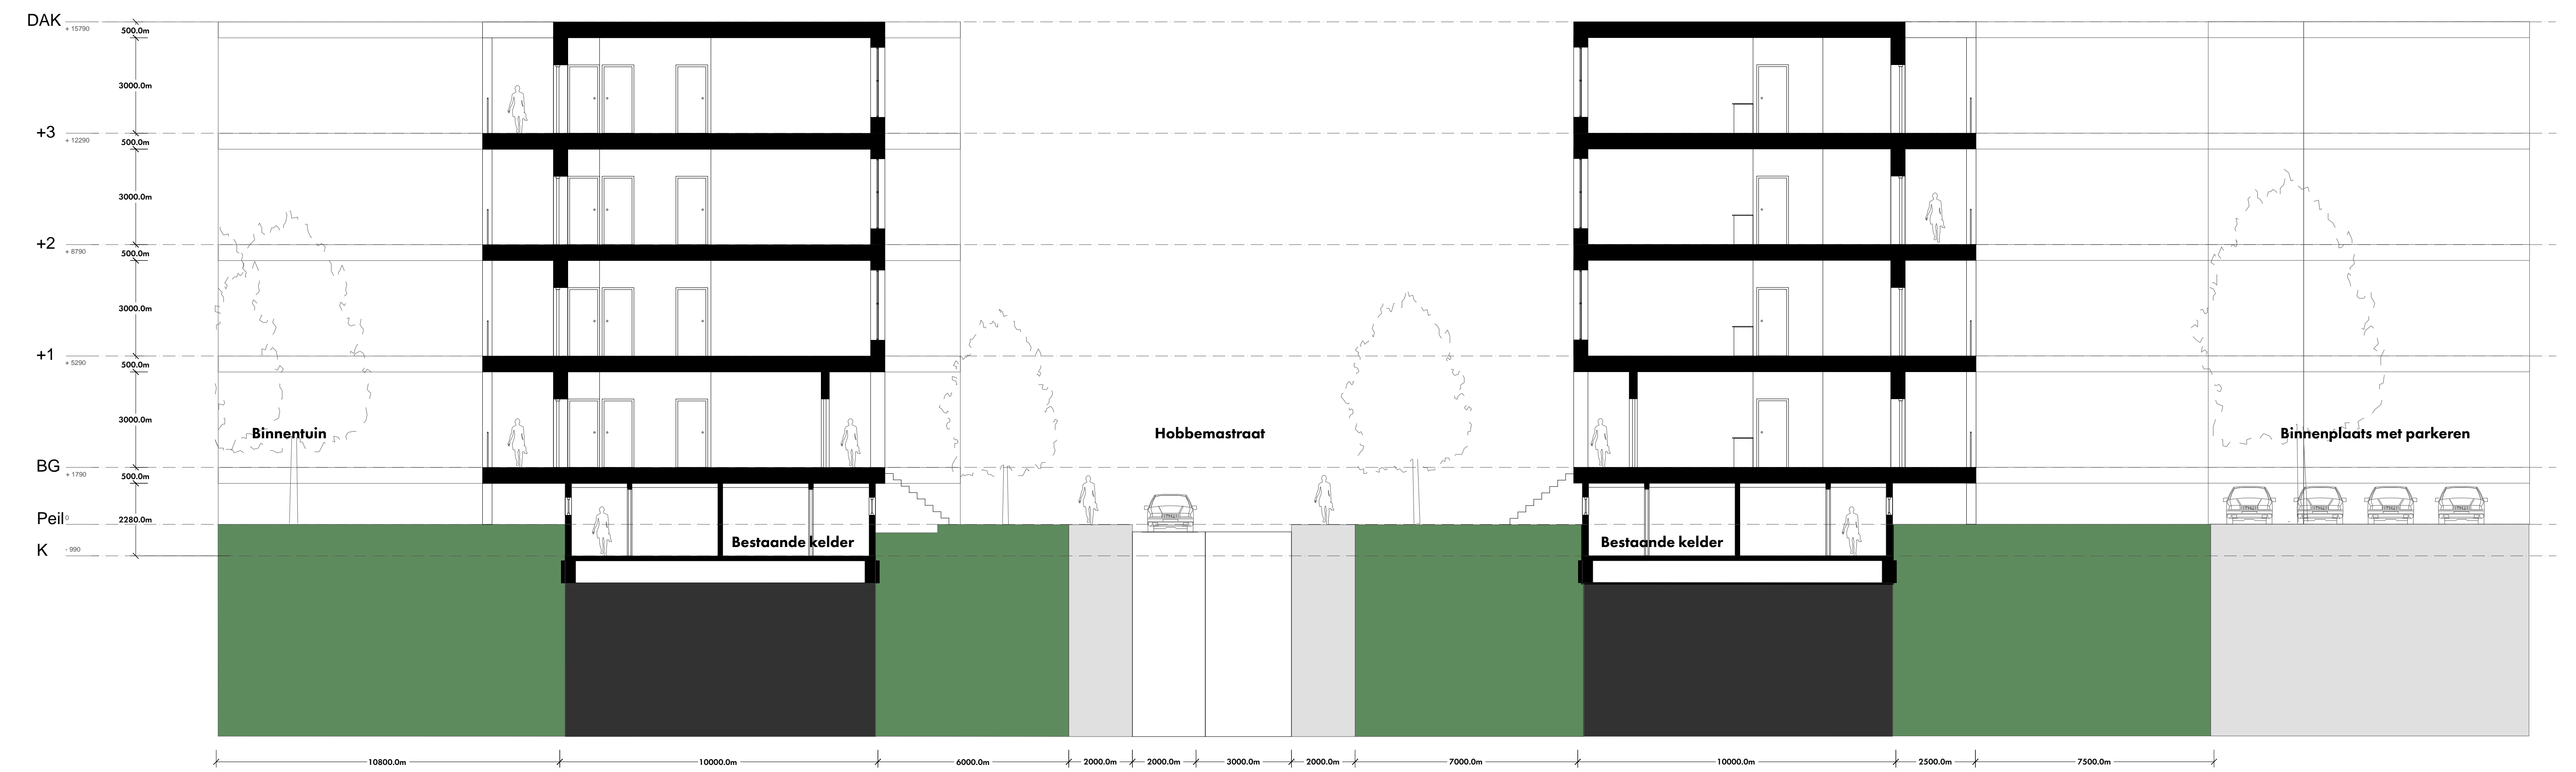 DAK
+ 15790
500.0m
3000.0m
+3
+ 12290
500.0m
3000.0m
+2
+ 8790
500.0m
3000.0m
+1
+ 5290
500.0m
3000.0m
Binnentuin
Hobbemastraat
Binnenplaats met parkeren
BG
+ 1790
500.0m
Peil 0
2280.0m
K
- 990
Bestaande kelder
Bestaande kelder
10800.0m
10000.0m
6000.0m
2000.0m
2000.0m
3000.0m
2000.0m
7000.0m
10000.0m
2500.0m
7500.0m